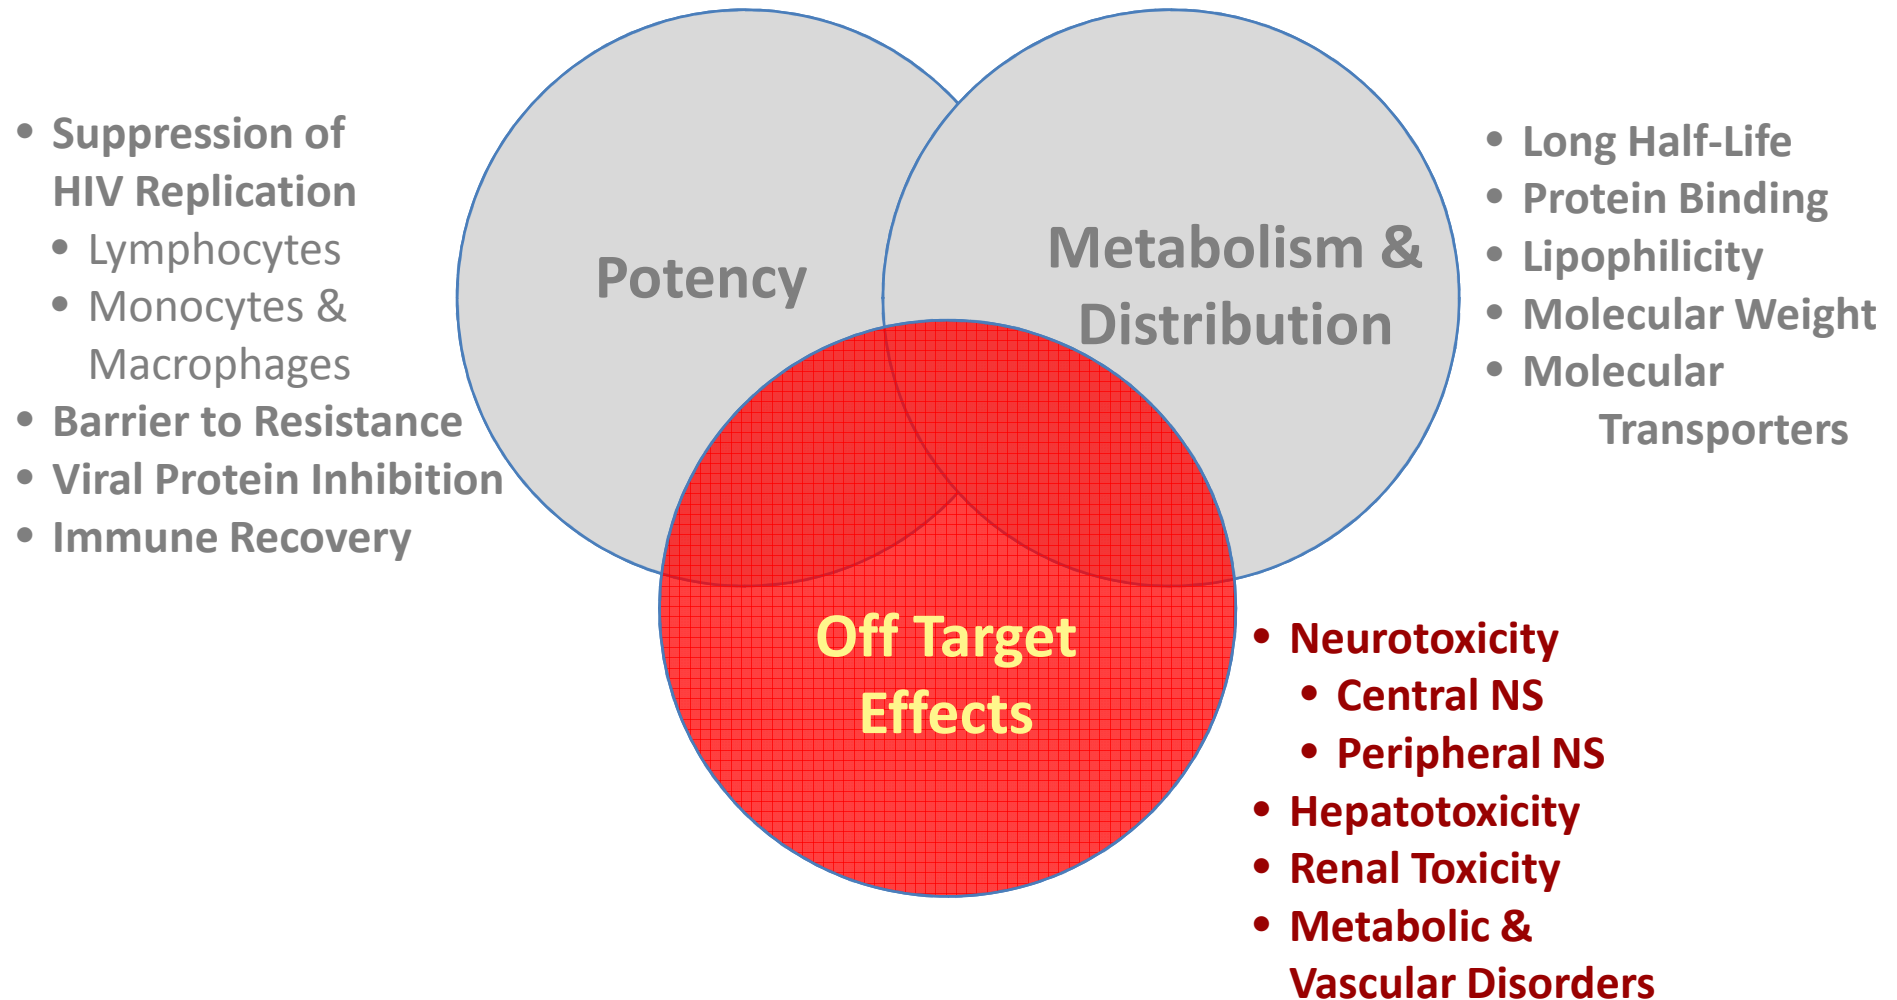 • Suppression of
HIV Replication
• Lymphocytes
• Monocytes &
Macrophages
• Barrier to Resistance
• Viral Protein Inhibition
• Immune Recovery
Potency
Metabolism &
Distribution
• Long Half-Life
• Protein Binding
• Lipophilicity
• Molecular Weight
• Molecular
Transporters
Off Target
Effects
• Neurotoxicity
• Central NS
• Peripheral NS
• Hepatotoxicity
• Renal Toxicity
• Metabolic &
Vascular Disorders